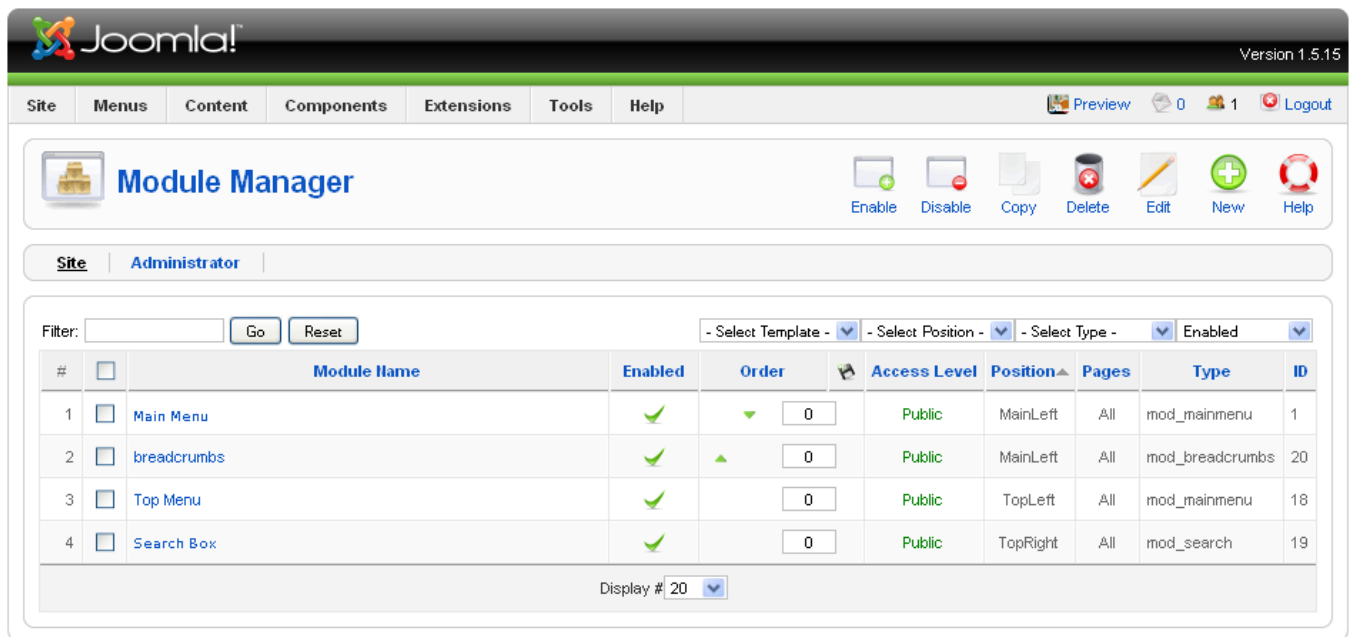 Joomla!
Version 1.5.15
Site Menus Content Components Extensions Tools Help Preview 0 1 Logout
Module Manager
Enable Disable Copy Delete Edit New Help
Site Administrator
Filter: Go Reset - Select Template - - Select Position - - Select Type - Enabled
# Module Name Enabled Order Access Level Position Pages Type ID
1 Main Menu 0 Public MainLeft All mod_mainmenu 1
2 breadcrumbs 0 Public MainLeft All mod_breadcrumbs 20
3 Top Menu 0 Public TopLeft All mod_mainmenu 18
4 Search Box 0 Public TopRight All mod_search 19
Display # 20